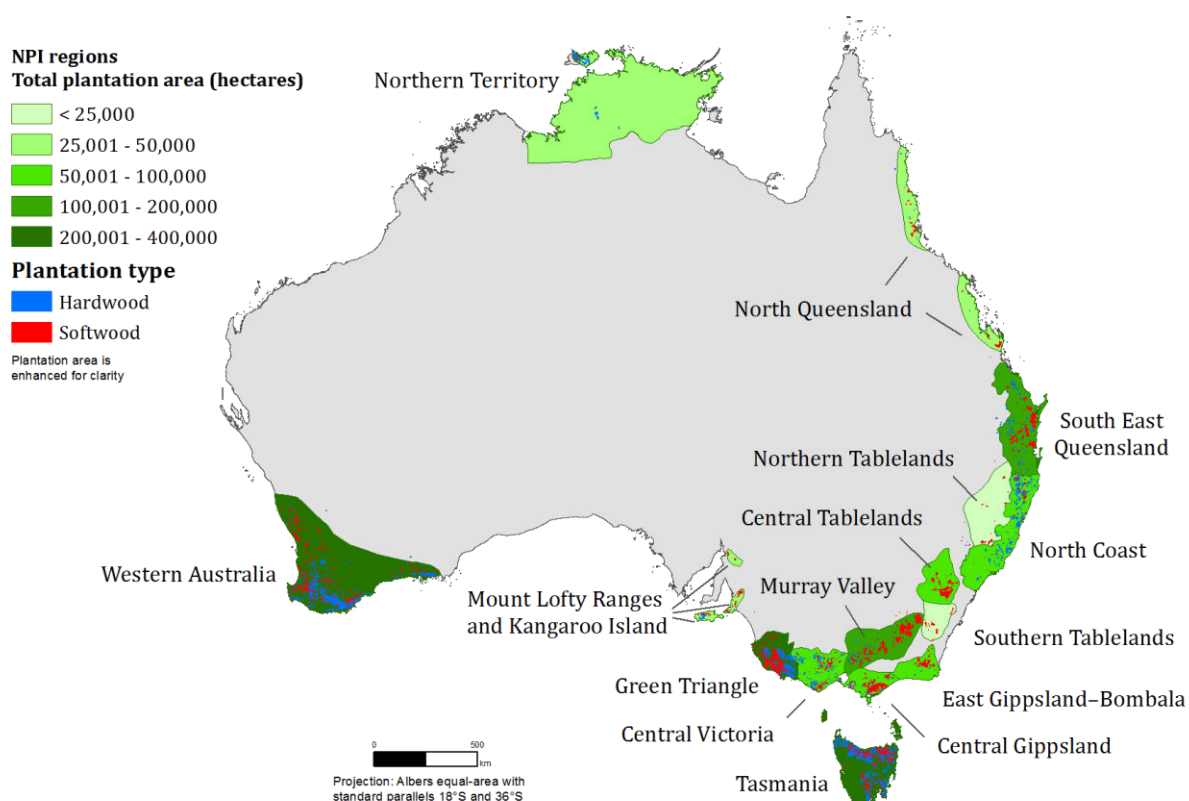 NPI regions
Total plantation area (hectares)
< 25,000
25,001 - 50,000
50,001 - 100,000
100,001 - 200,000
200,001 - 400,000
Plantation type
Hardwood
Softwood
Plantation area is
enhanced for clarity
Northern Territory
North Queensland
South East
Queensland
Northern Tablelands
Central Tablelands
North Coast
Western Australia
Murray Valley
Mount Lofty Ranges
and Kangaroo Island
Southern Tablelands
Green Triangle
East Gippsland–Bombala
Central Victoria
Central Gippsland
Tasmania
0 500
km
Projection: Albers equal-area with
standard parallels 18°S and 36°S